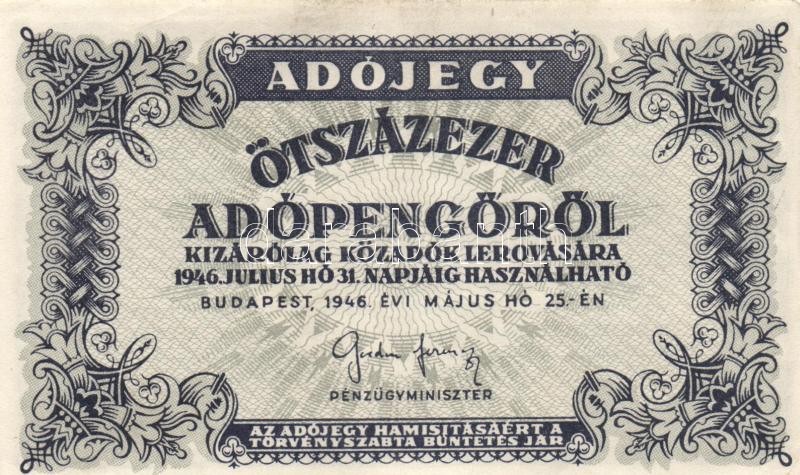 ADÓJEGY
ÖTSZÁZEZER
ADÓPENGŐRŐL
KIZÁRÓLAG KÖZADÓK LEROVÁSÁRA
1946. JULIUS HÓ 31. NAPJÁIG HASZNÁLHATÓ
BUDAPEST, 1946. ÉVI MÁJUS HÓ 25.-ÉN
PÉNZÜGYMINISZTER
AZ ADÓJEGY HAMISITÁSAÉRT A
TÖRVÉNYSZABTA BÜNTETÉS JÁR